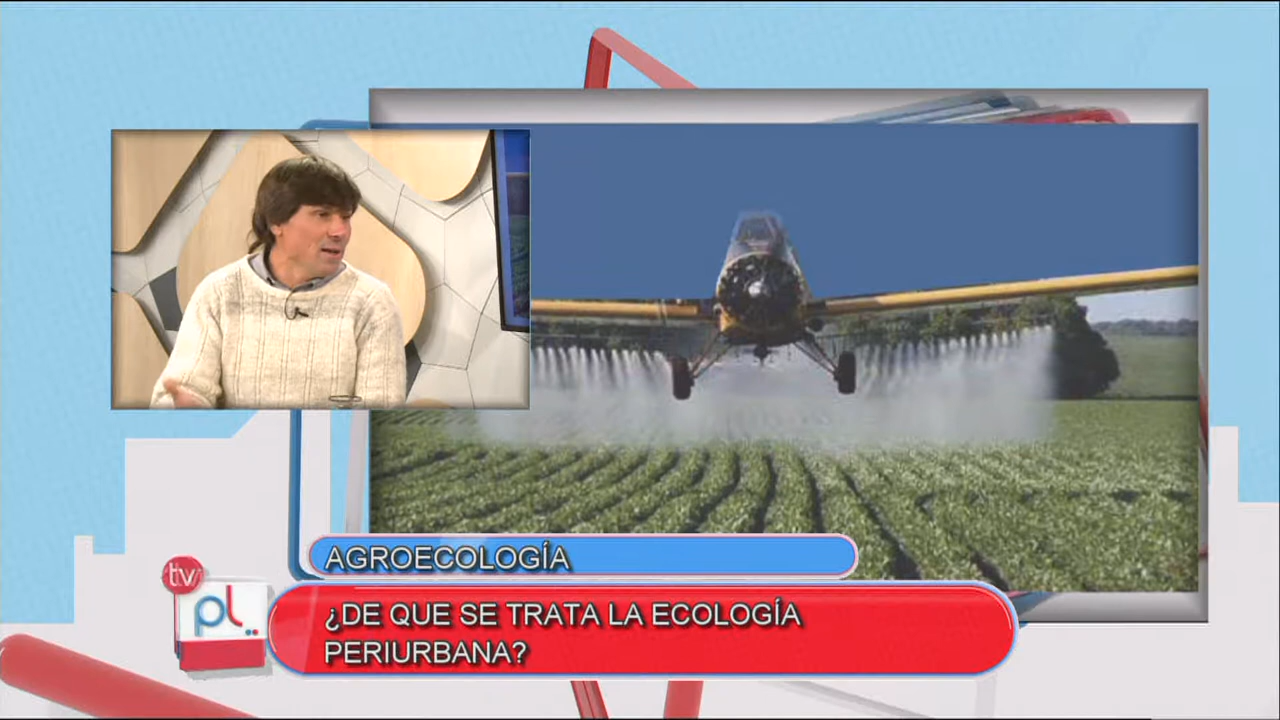 AGROECOLOGÍA
¿DE QUE SE TRATA LA ECOLOGÍA
PERIURBANA?
tv
pl